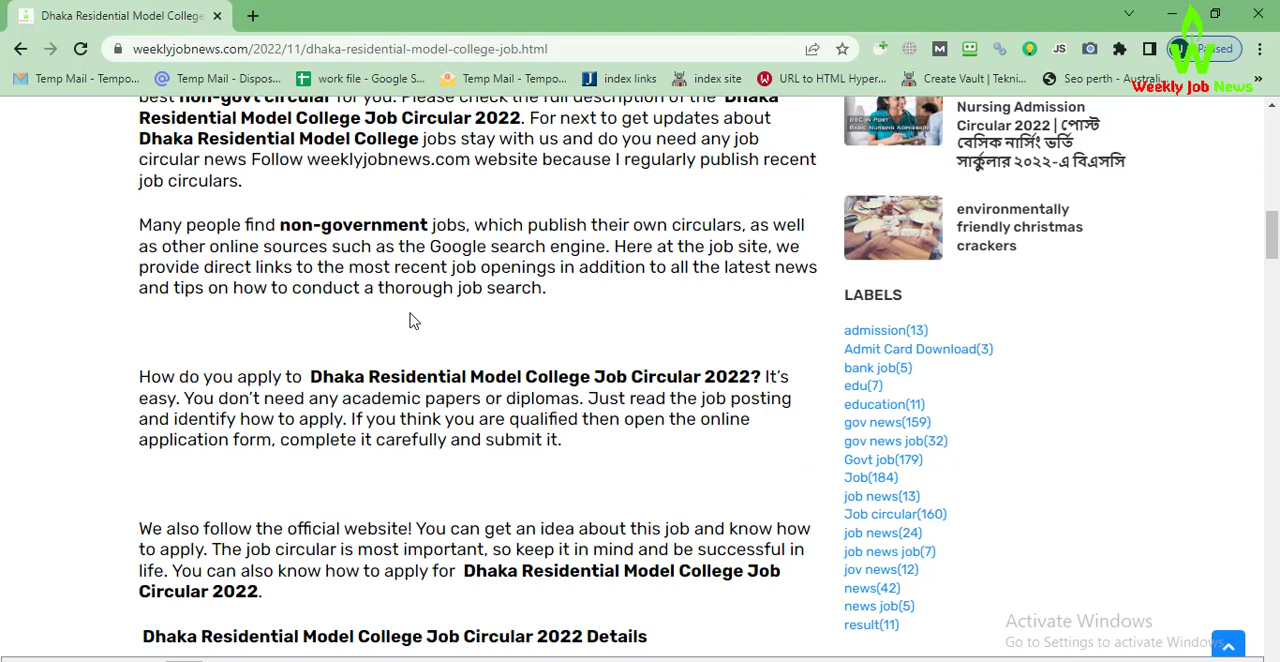 Dhaka Residential Model College
weeklyjobnews.com/2022/11/dhaka-residential-model-college-job.html
M
JS
Paused
Temp Mail - Tempo...
Temp Mail - Dispos...
work file - Google S...
Temp Mail - Tempo...
index links
index site
URL to HTML Hyper...
Create Vault | Tekni...
Seo perth - Australi...
»
Weekly Job News
best non-govt circular for you. Please check the full description of the Dhaka
Residential Model College Job Circular 2022. For next to get updates about
Dhaka Residential Model College jobs stay with us and do you need any job
circular news Follow weeklyjobnews.com website because I regularly publish recent
job circulars.
Many people find non-government jobs, which publish their own circulars, as well
as other online sources such as the Google search engine. Here at the job site, we
provide direct links to the most recent job openings in addition to all the latest news
and tips on how to conduct a thorough job search.
How do you apply to Dhaka Residential Model College Job Circular 2022? It's
easy. You don't need any academic papers or diplomas. Just read the job posting
and identify how to apply. If you think you are qualified then open the online
application form, complete it carefully and submit it.
We also follow the official website! You can get an idea about this job and know how
to apply. The job circular is most important, so keep it in mind and be successful in
life. You can also know how to apply for Dhaka Residential Model College Job
Circular 2022.
Dhaka Residential Model College Job Circular 2022 Details
BASIC NURSING ADMISSION
Nursing Admission
Circular 2022 | পোস্ট
বেসিক নার্সিং ভর্তি
সার্কুলার ২০২২-এ বিএসসি
environmentally
friendly christmas
crackers
LABELS
admission(13)
Admit Card Download(3)
bank job(5)
edu(7)
education(11)
gov news(159)
gov news job(32)
Govt job(179)
Job(184)
job news(13)
Job circular(160)
job news(24)
job news job(7)
jov news(12)
news(42)
news job(5)
result(11)
Activate Windows
Go to Settings to activate Windows.